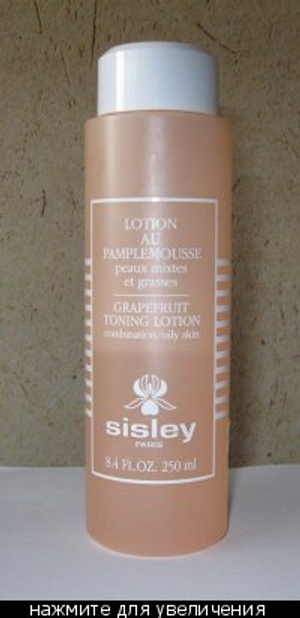 LOTION
AU
PAMPLEMOUSSE
peaux mixtes
et grasses
GRAPEFRUIT
TONING LOTION
combination/oily skin
sisley
PARIS
8.4 FL.OZ. 250 ml
нажмите для увеличения